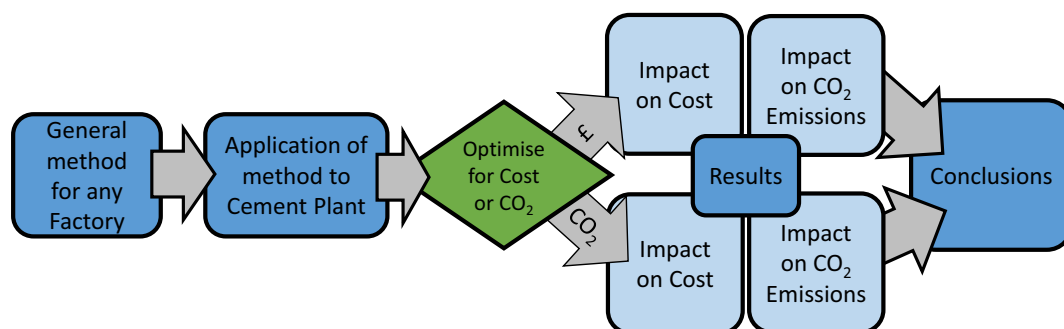 General
method
for any
Factory
Application of
method to
Cement Plant
Optimise
for Cost
or CO₂
£
CO₂
Impact
on Cost
Impact
on CO₂
Emissions
Results
Impact
on Cost
Impact
on CO₂
Emissions
Conclusions